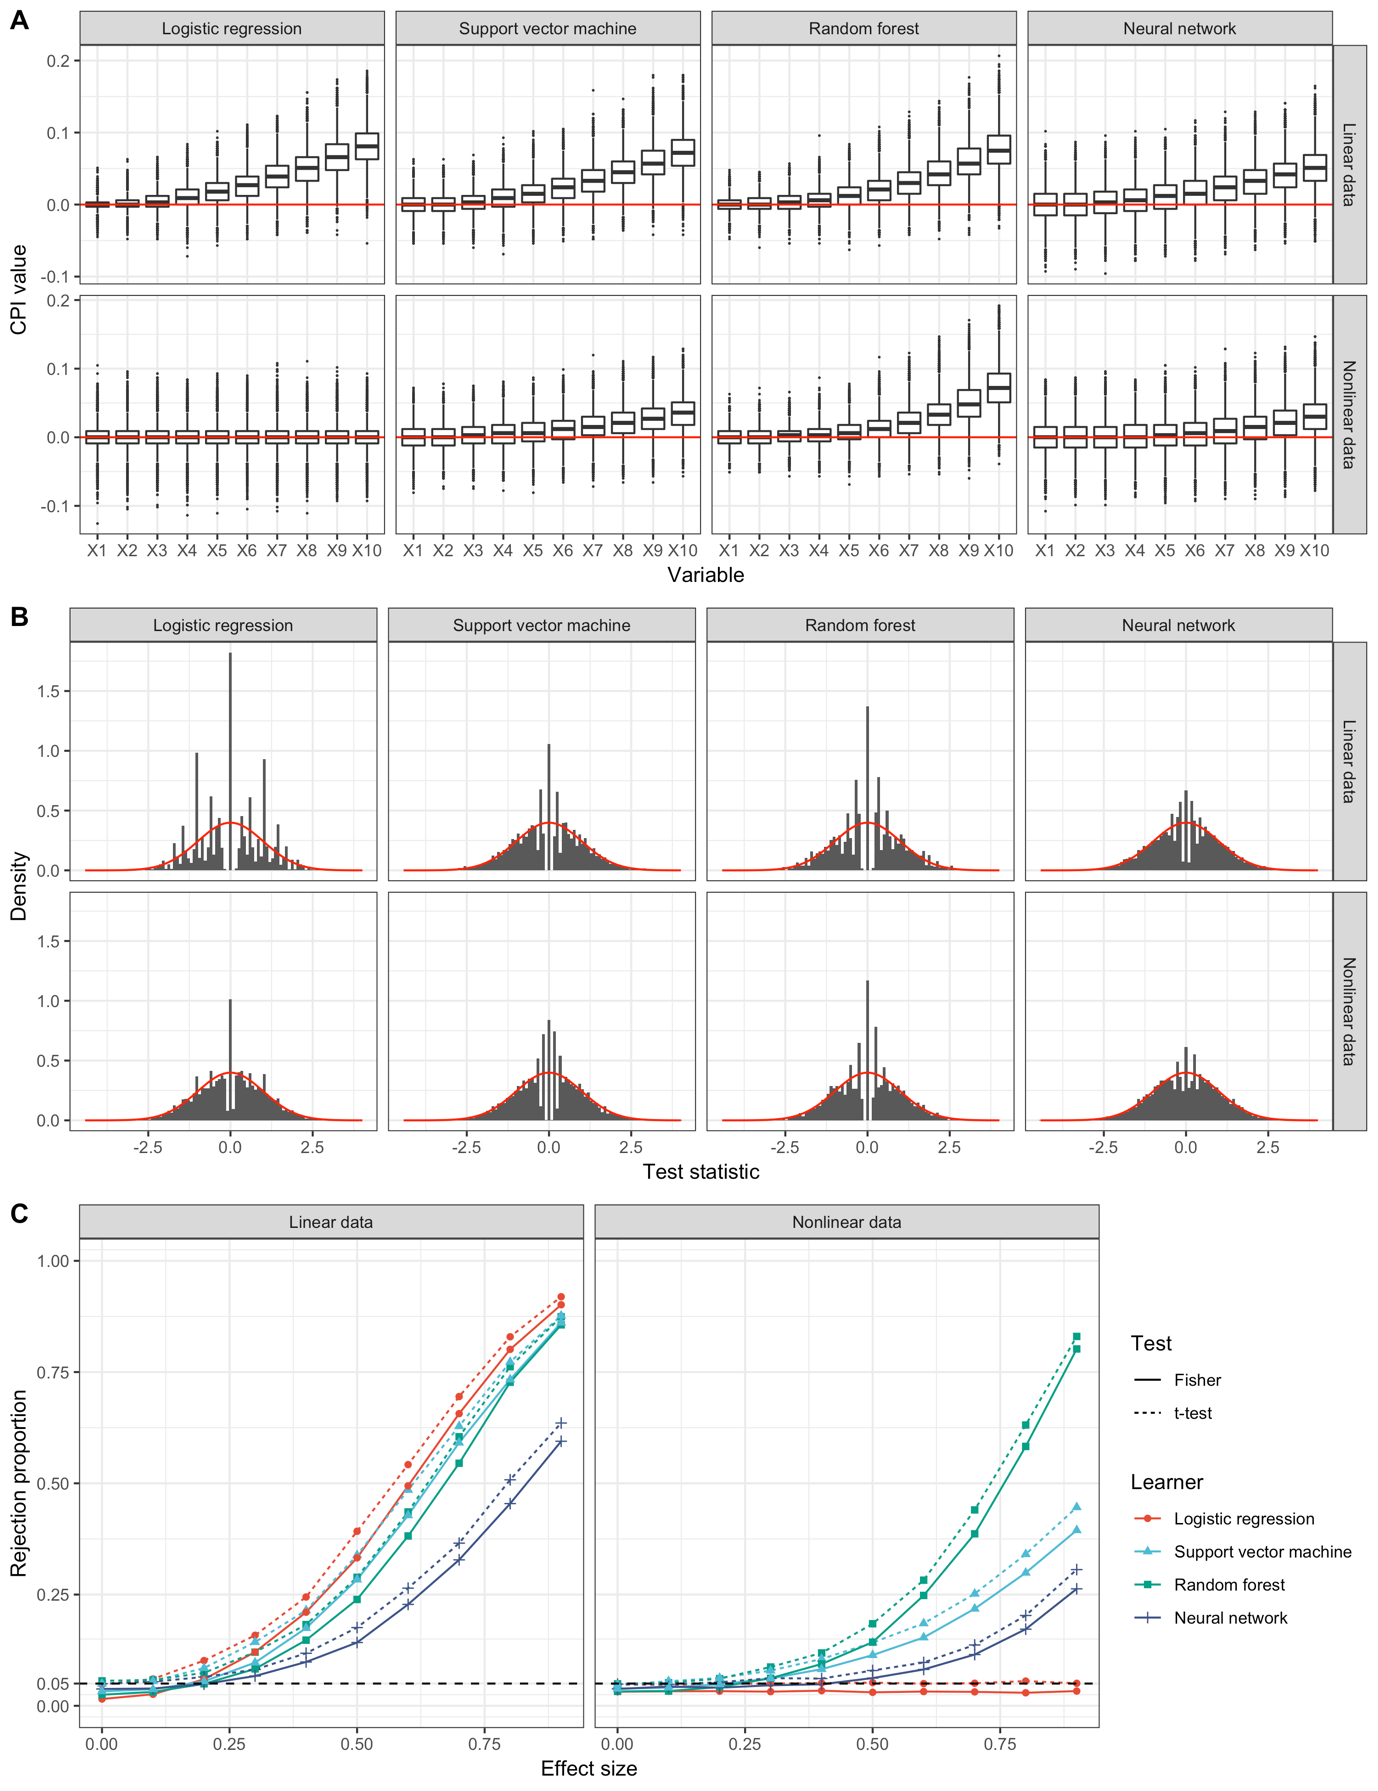 A
Logistic regression
Support vector machine
Random forest
Neural network
0.2
0.1
0.0
-0.1
Linear data
CPI value
0.2
0.1
0.0
-0.1
Nonlinear data
X1 X2 X3 X4 X5 X6 X7 X8 X9 X10
X1 X2 X3 X4 X5 X6 X7 X8 X9 X10
X1 X2 X3 X4 X5 X6 X7 X8 X9 X10
X1 X2 X3 X4 X5 X6 X7 X8 X9 X10
Variable
B
Logistic regression
Support vector machine
Random forest
Neural network
1.5
1.0
0.5
0.0
Linear data
Density
1.5
1.0
0.5
0.0
Nonlinear data
-2.5 0.0 2.5
-2.5 0.0 2.5
-2.5 0.0 2.5
-2.5 0.0 2.5
Test statistic
C
Linear data
Nonlinear data
1.00
0.75
0.50
0.25
0.05
0.00
Rejection proportion
0.00 0.25 0.50 0.75
0.00 0.25 0.50 0.75
Effect size
Test
Fisher
t-test
Learner
Logistic regression
Support vector machine
Random forest
Neural network